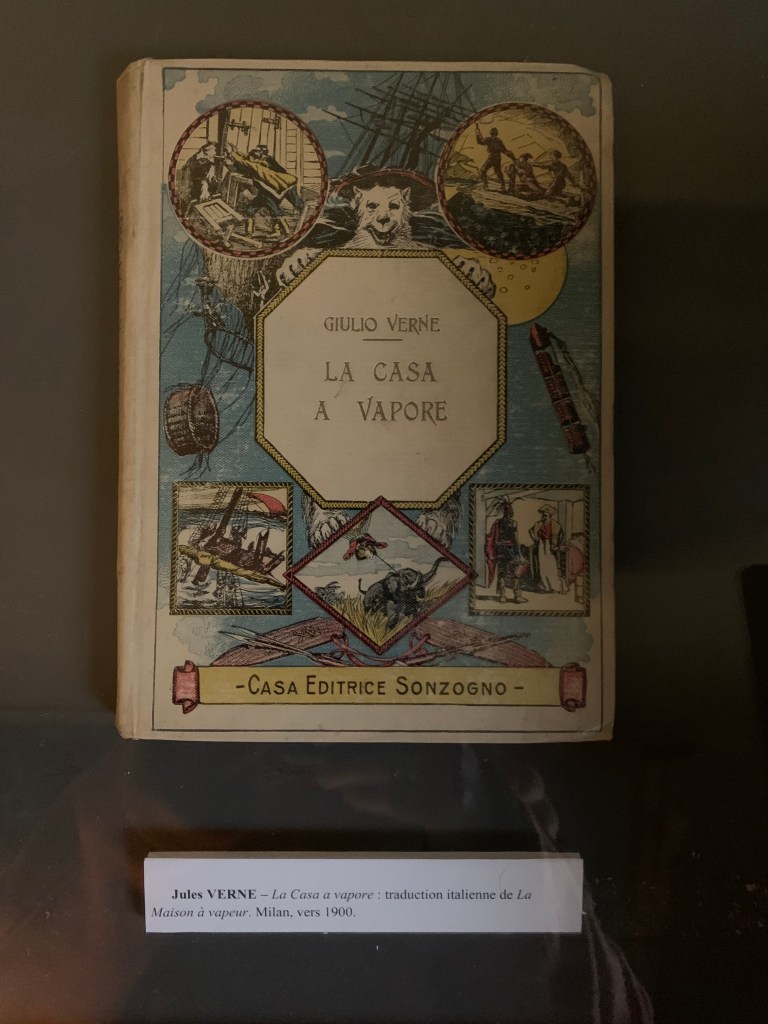 GIULIO VERNE
LA CASA
A VAPORE
-CASA EDITRICE SONZOGNO-
Jules VERNE – La Casa a vapore : traduction italienne de La
Maison à vapeur. Milan, vers 1900.